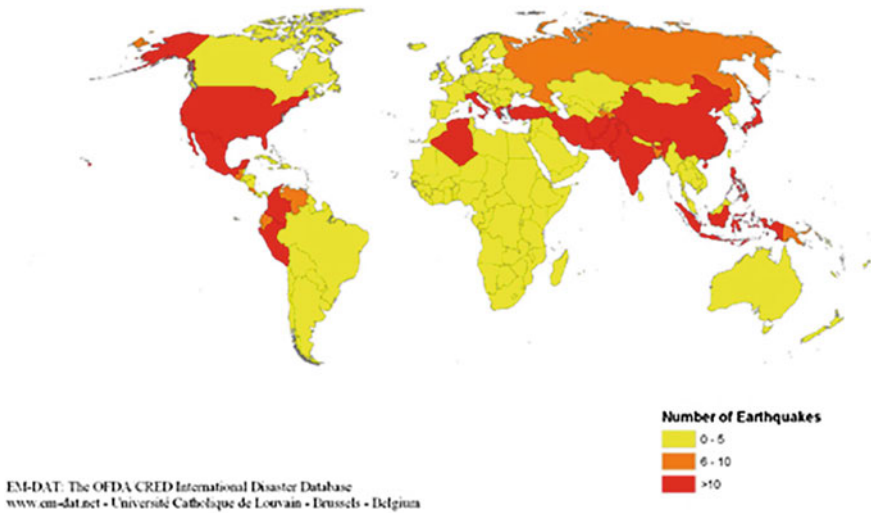 Number of Earthquakes
0 - 5
6 - 10
>10
EM-DAT: The OFDA CRED International Disaster Database
www.em-dat.net - Université Catholique de Louvain - Brussels - Belgium